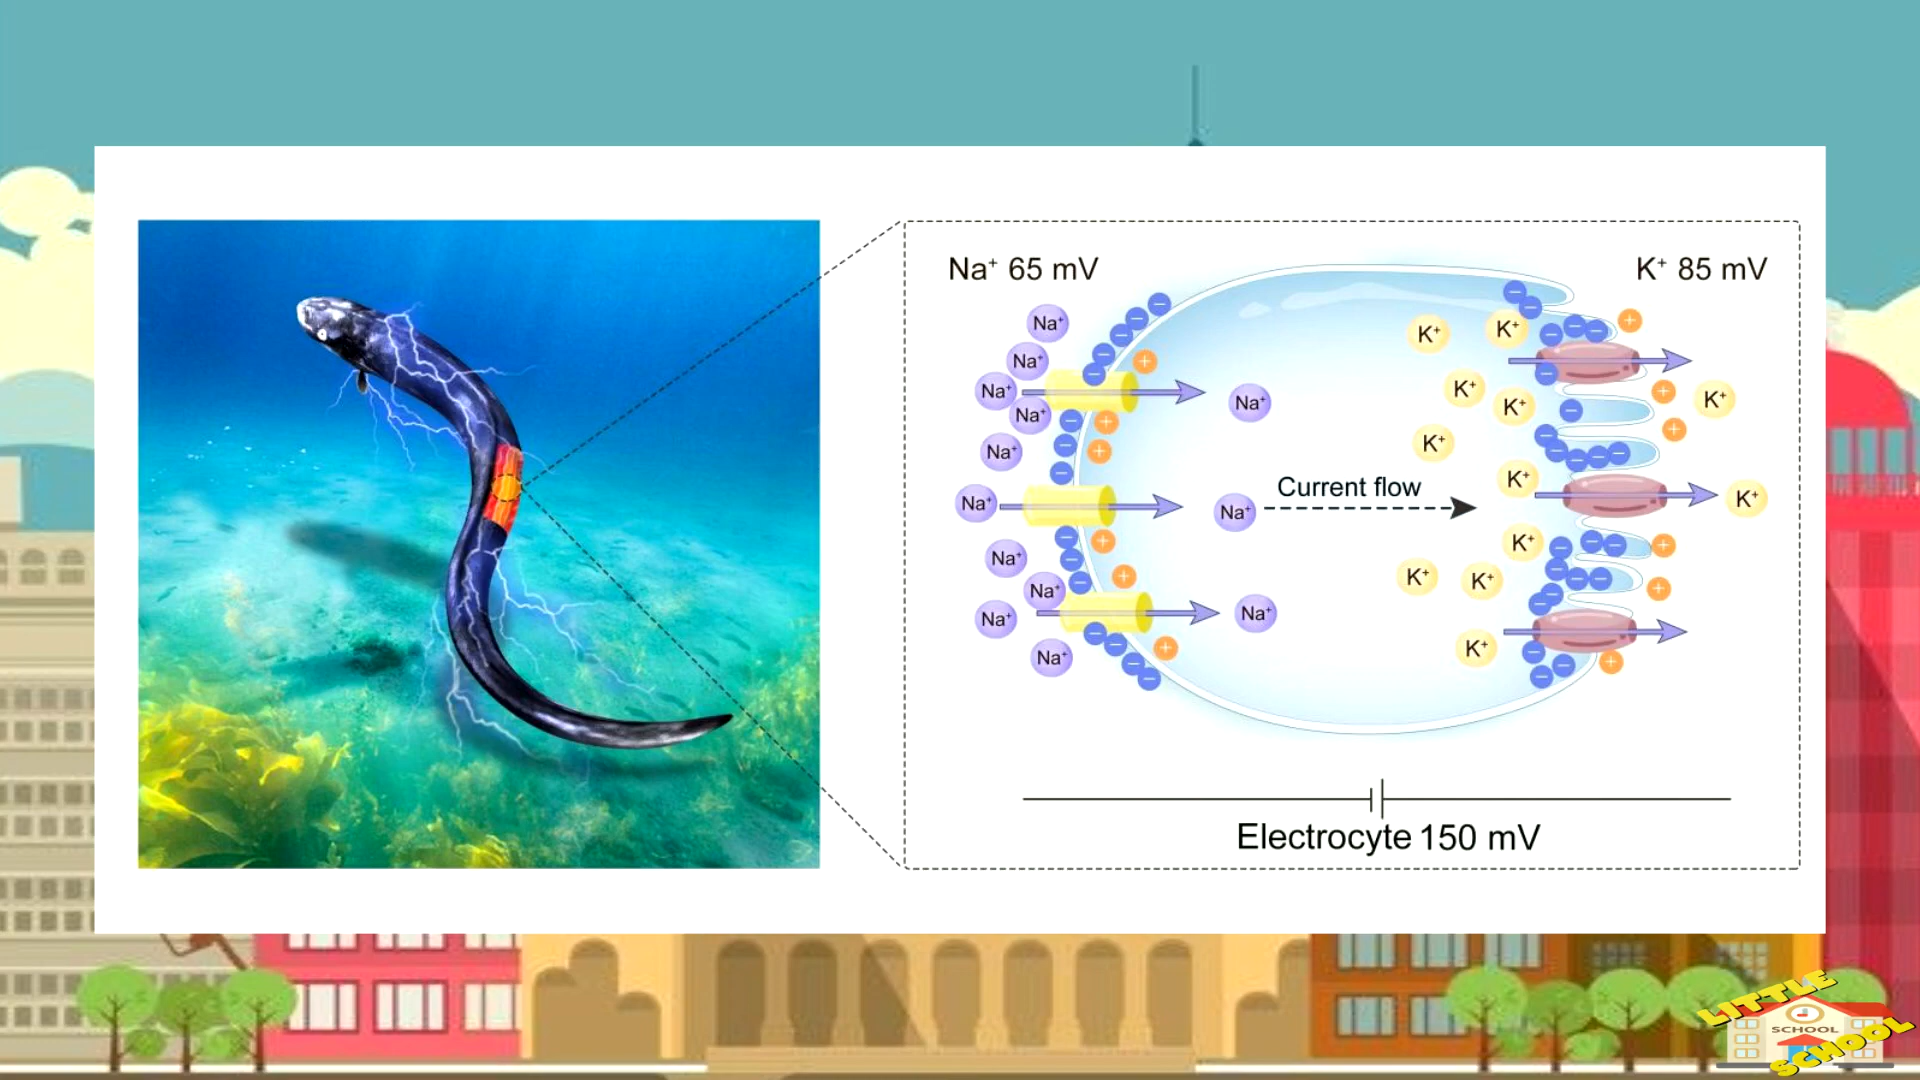 Na⁺ 65 mV
K⁺ 85 mV
Na⁺
Na⁺
Na⁺
Na⁺
Na⁺
Na⁺
Na⁺
Na⁺
Na⁺
Na⁺
Na⁺
Na⁺
Na⁺
Current flow
K⁺
K⁺
K⁺
K⁺
K⁺
K⁺
K⁺
K⁺
K⁺
K⁺
K⁺
K⁺
Electrocyte 150 mV
LITTLE
SCHOOL
SCHOOL